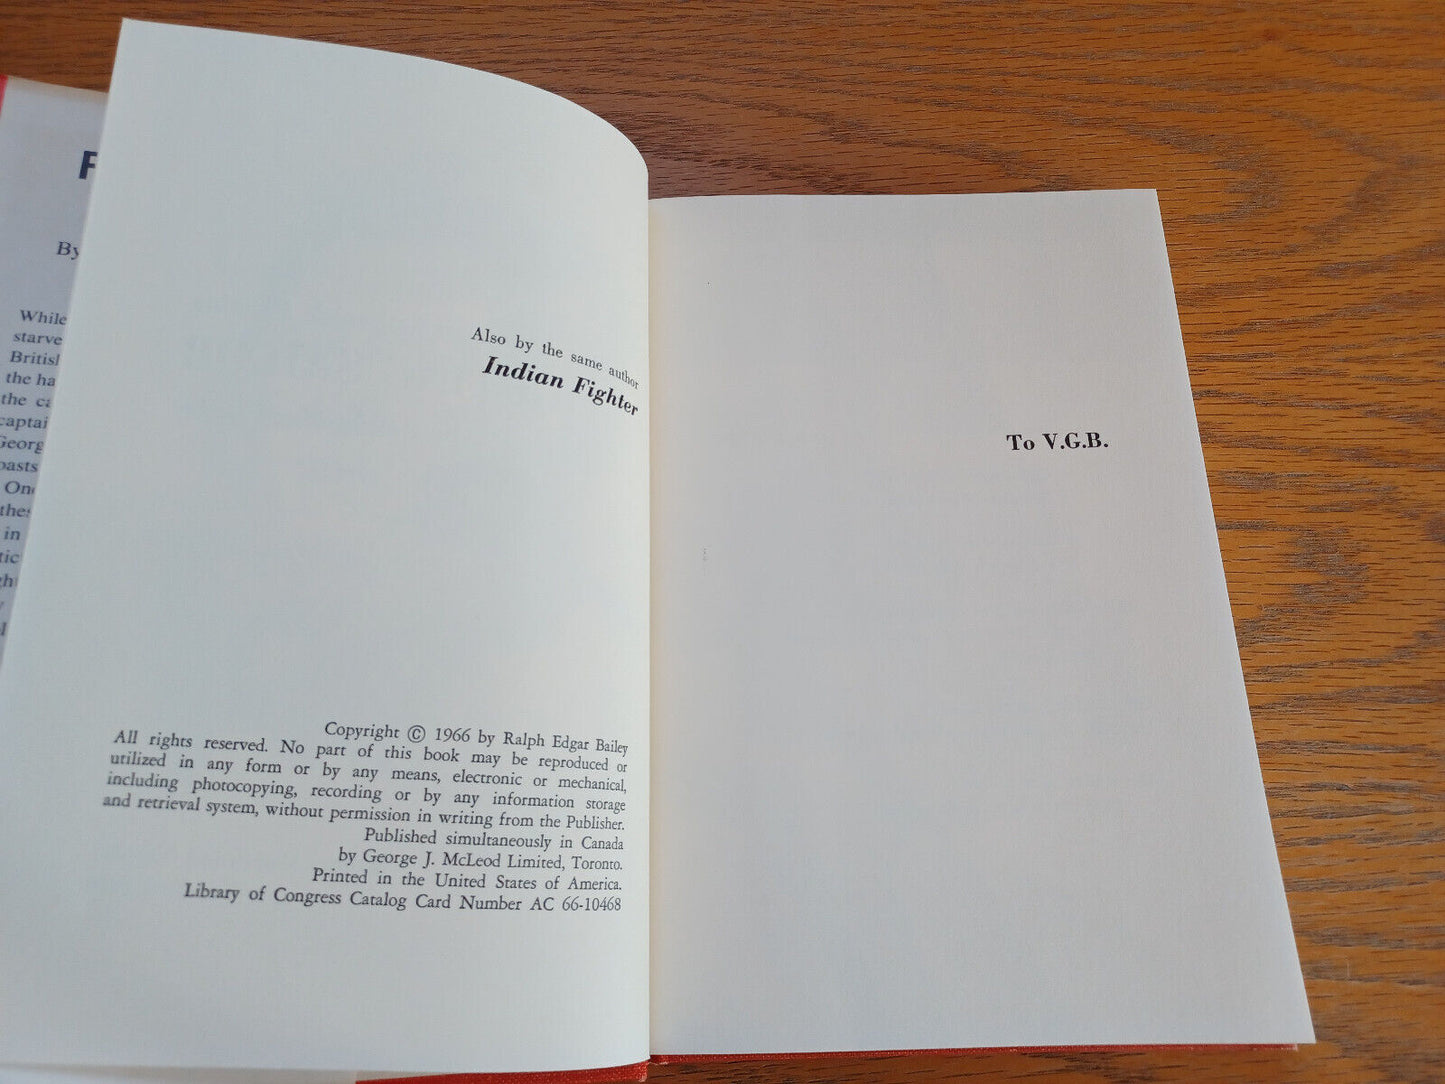 By
While
starve
the ha
the ca
captai
in
Also by the same author
Indian Fighter
Copyright © 1966 by Ralph Edgar Bailey
All rights reserved. No part of this book may be reproduced or
utilized in any form or by any means, electronic or mechanical,
including photocopying, recording or by any information storage
and retrieval system, without permission in writing from the Publisher.
Published simultaneously in Canada
by George J. McLeod Limited, Toronto.
Printed in the United States of America.
Library of Congress Catalog Card Number AC 66-10468
To V.G.B.